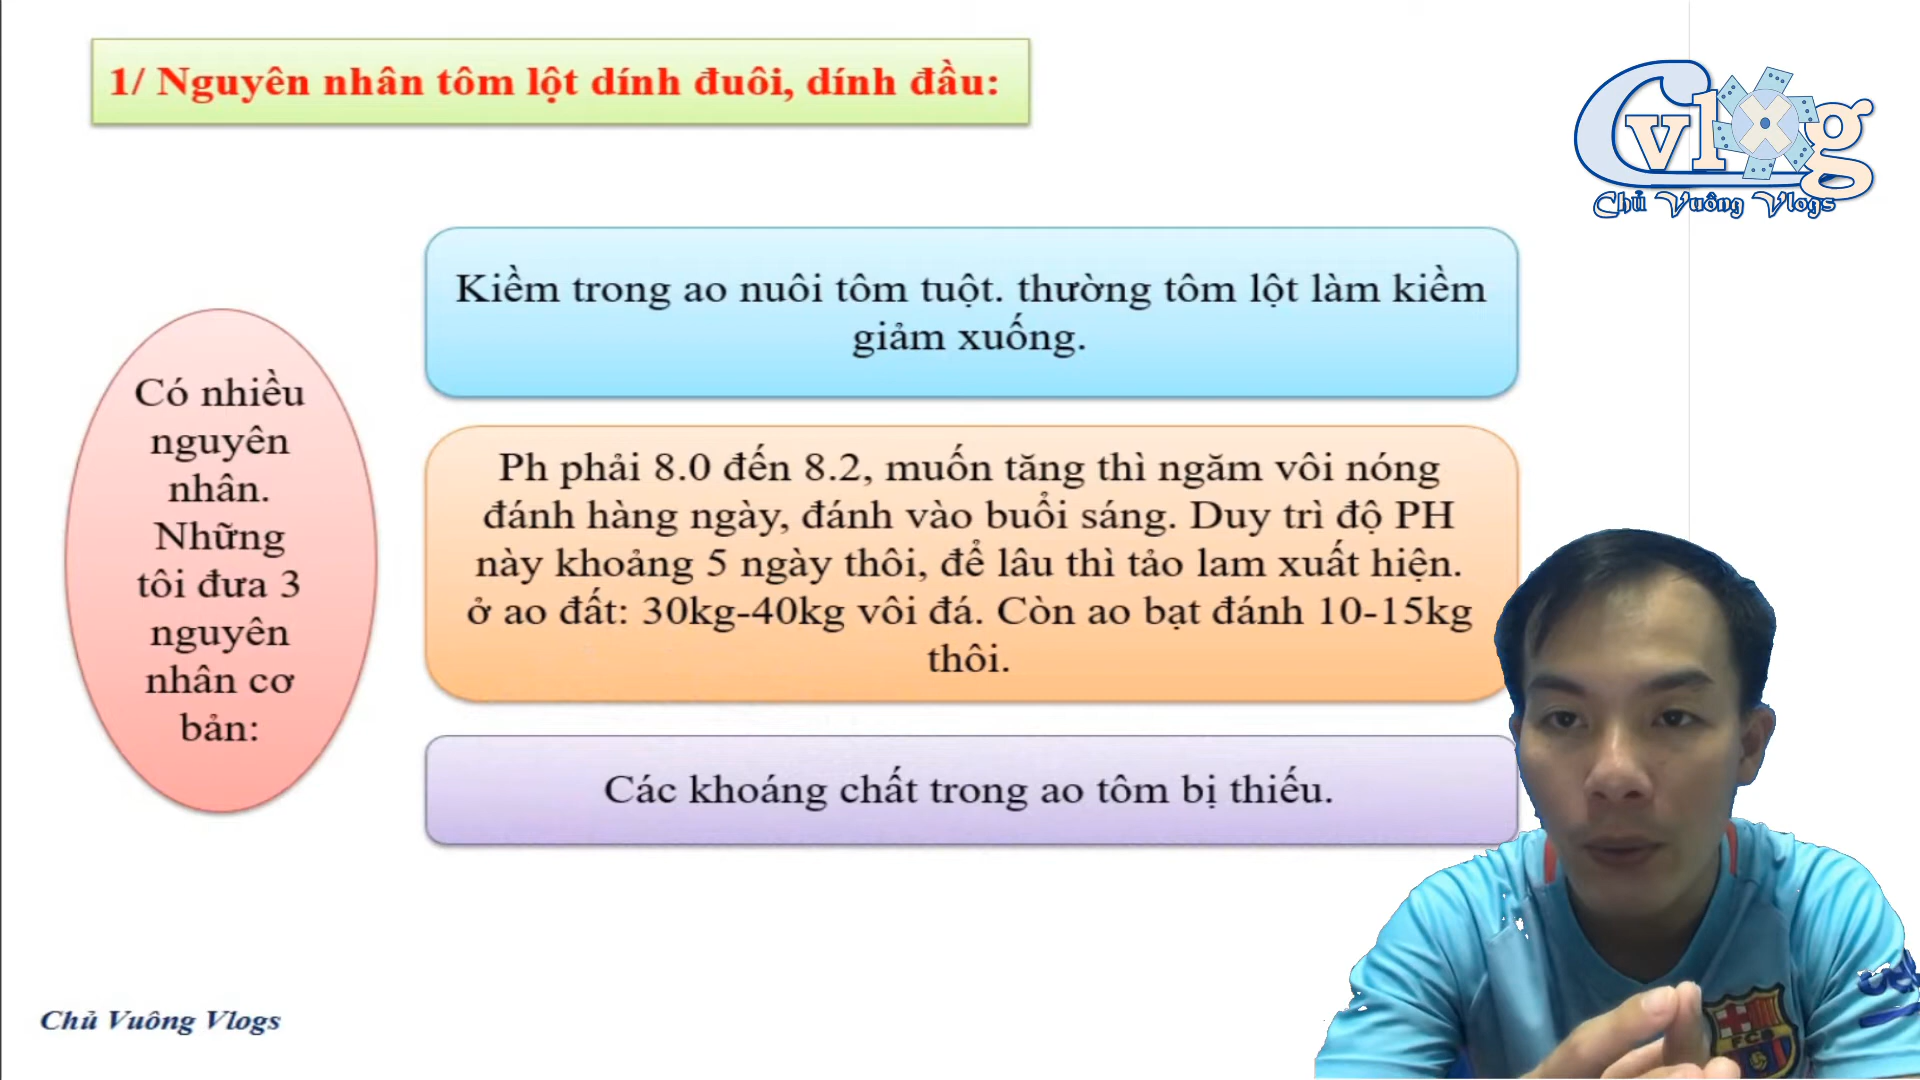 1/ Nguyên nhân tôm lột dính đuôi, dính đầu:
Cvlog
Chủ Vuông Vlogs
Có nhiều
nguyên
nhân.
Những
tôi đưa 3
nguyên
nhân cơ
bản:
Kiềm trong ao nuôi tôm tuột. thường tôm lột làm kiềm
giảm xuống.
Ph phải 8.0 đến 8.2, muốn tăng thì ngăm vôi nóng
đánh hàng ngày, đánh vào buổi sáng. Duy trì độ PH
này khoảng 5 ngày thôi, để lâu thì tảo lam xuất hiện.
ở ao đất: 30kg-40kg vôi đá. Còn ao bạt đánh 10-15kg
thôi.
Các khoáng chất trong ao tôm bị thiếu.
FCB
Chủ Vuông Vlogs